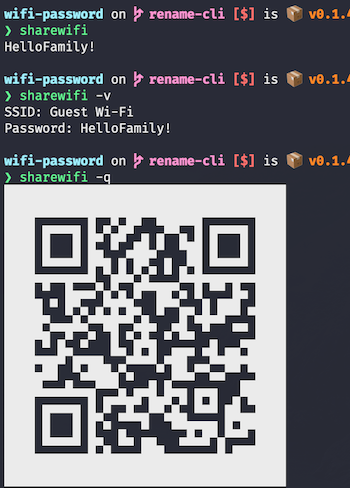 wifi-password on rename-cli [$] is 📦 v0.1.4
❯ sharewifi
HelloFamily!
wifi-password on rename-cli [$] is 📦 v0.1.4
❯ sharewifi -v
SSID: Guest Wi-Fi
Password: HelloFamily!
wifi-password on rename-cli [$] is 📦 v0.1.4
❯ sharewifi -q